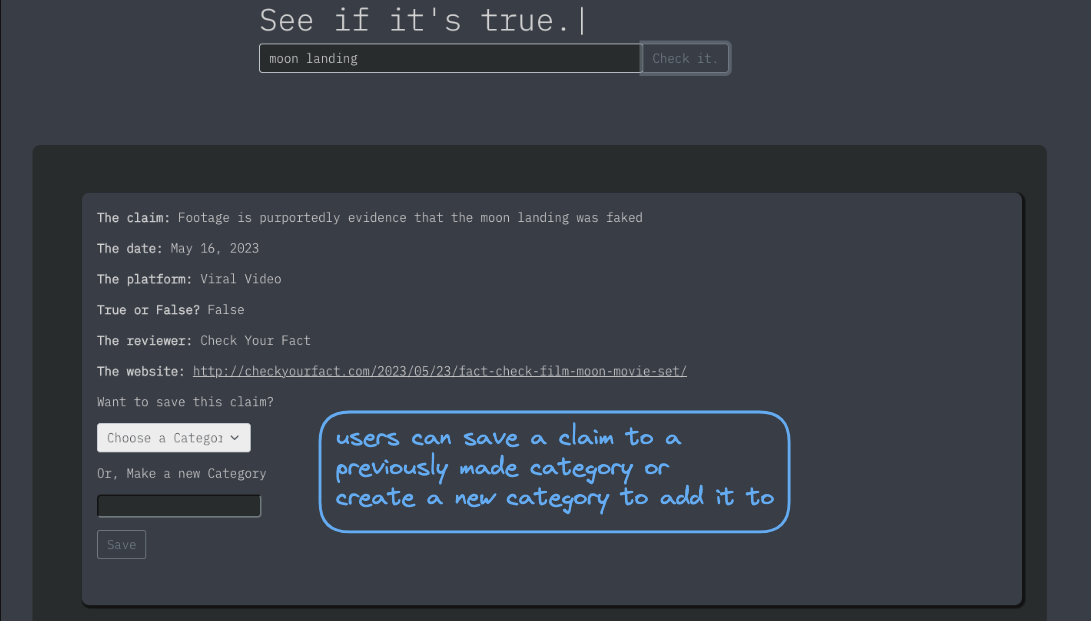 See if it's true.|
moon landing
Check it.
The claim: Footage is purportedly evidence that the moon landing was faked
The date: May 16, 2023
The platform: Viral Video
True or False? False
The reviewer: Check Your Fact
The website: http://checkyourfact.com/2023/05/23/fact-check-film-moon-movie-set/
Want to save this claim?
Choose a Categor
Or, Make a new Category
Save
users can save a claim to a
previously made category or
create a new category to add it to